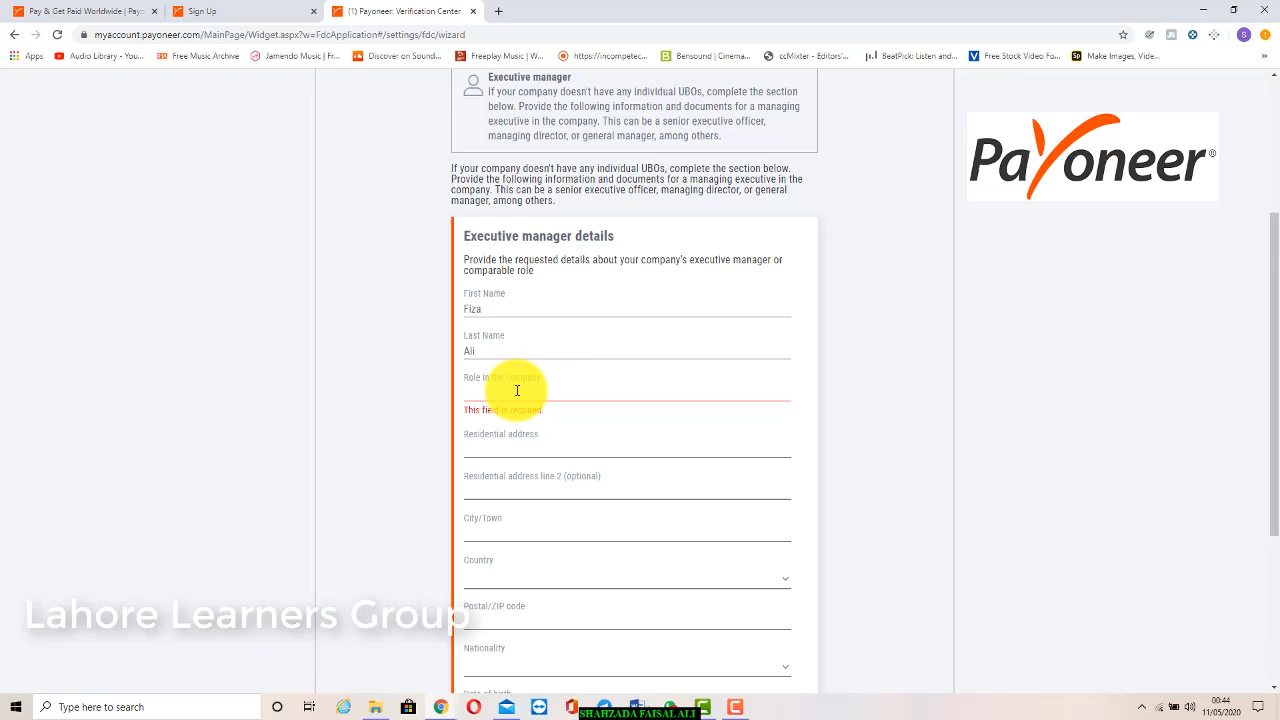 Pay & Get Paid Worldwide | Payo
Sign Up
(1) Payoneer: Verification Center
myaccount.payoneer.com/MainPage/Widget.aspx?w=FdcApplication#/settings/fdc/wizard
S
Apps
Audio Library - You...
Envato Market
Jamendo Music | Fr...
Discover on Sound...
Freeplay Music | W...
https://incompetec...
Bensound | Cinema...
ccMixter - Editors'...
BeatPick: Listen and...
Free Stock Video Fo...
Make Images, Vid...
»
Executive manager
If your company doesn't have any individual UBOs, complete the section
below. Provide the following information and documents for a managing
executive in the company. This can be a senior executive officer,
managing director, or general manager, among others.
Payoneer®
If your company doesn't have any individual UBOs, complete the section below.
Provide the following information and documents for a managing executive in the
company. This can be a senior executive officer, managing director, or general
manager, among others.
Executive manager details
Provide the requested details about your company's executive manager or
comparable role
First Name
Fiza
Last Name
Ali
Role in the company
This field is required.
Residential address
Residential address line 2 (optional)
City/Town
Country
Postal/ZIP code
Nationality
Lahore Learners Group
Type here to search
SHAHZADA FAISAL ALI
00:44
11/05/2020